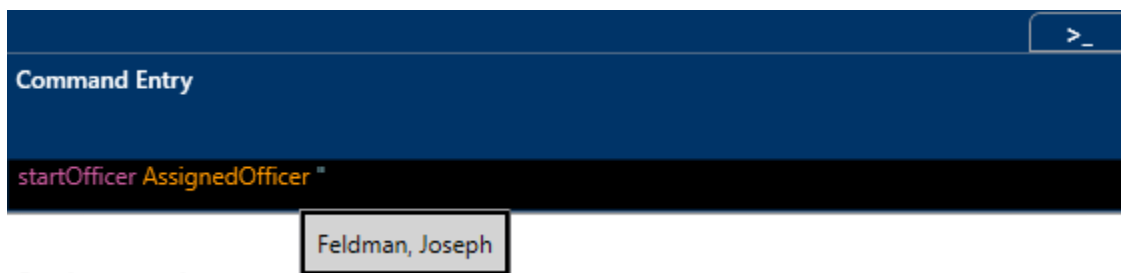 >_
Command Entry
startOfficer AssignedOfficer "
Feldman, Joseph